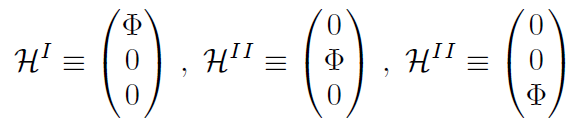 $\mathcal{H}^{I} \equiv \begin{pmatrix} \Phi \\ 0 \\ 0 \end{pmatrix} \ , \ \mathcal{H}^{II} \equiv \begin{pmatrix} 0 \\ \Phi \\ 0 \end{pmatrix} \ , \ \mathcal{H}^{II} \equiv \begin{pmatrix} 0 \\ 0 \\ \Phi \end{pmatrix}$